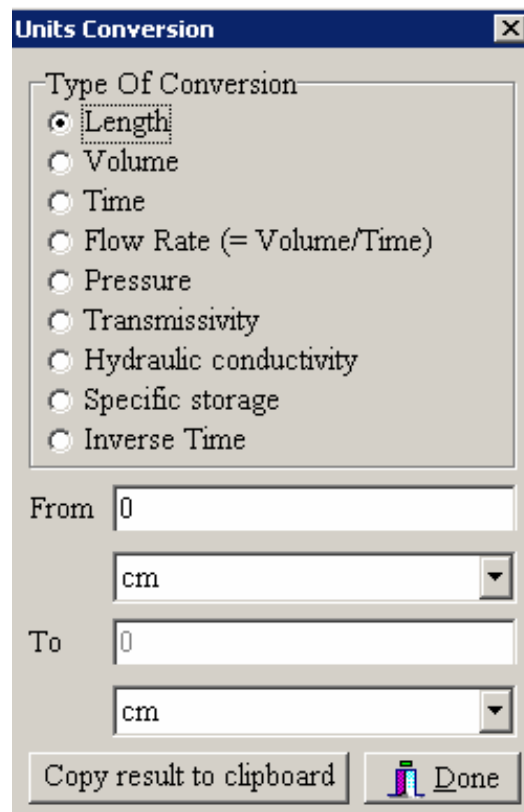 Units Conversion
Type Of Conversion
Length
Volume
Time
Flow Rate (= Volume/Time)
Pressure
Transmissivity
Hydraulic conductivity
Specific storage
Inverse Time
From 0
cm
To 0
cm
Copy result to clipboard Done